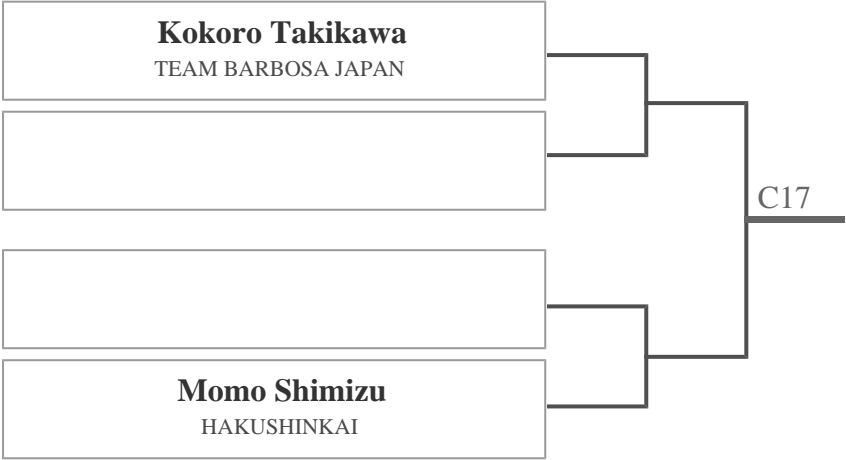 Kokoro Takikawa
TEAM BARBOSA JAPAN
C17
Momo Shimizu
HAKUSHINKAI